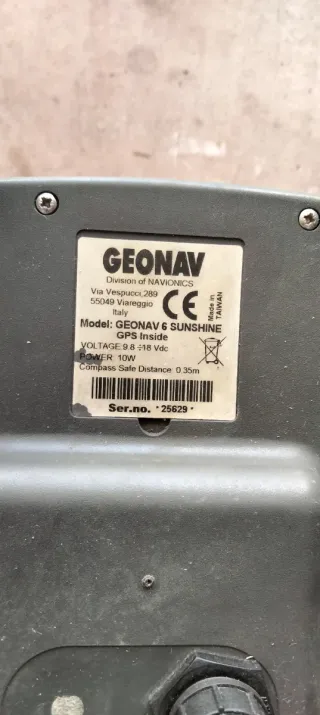 GEONAV
Division of NAVIONICS
Via Vespucci,289
55049 Viareggio
Italy
CE
Made in
TAIWAN
Model: GEONAV 6 SUNSHINE
GPS Inside
VOLTAGE 9.8 ÷18 Vdc
POWER: 10W
Compass Safe Distance: 0.35m
Ser.no. *25629*